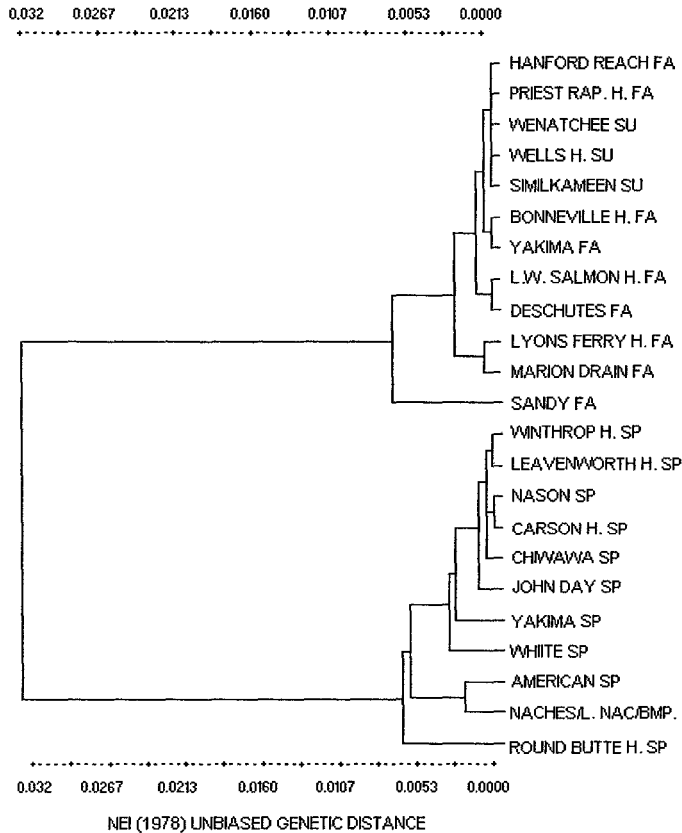 0.032 0.0267 0.0213 0.0160 0.0107 0.0053 0.0000
HANFORD REACH FA
PRIEST RAP. H. FA
WENATCHEE SU
WELLS H. SU
SIMILKAMEEN SU
BONNEVILLE H. FA
YAKIMA FA
L.W. SALMON H. FA
DESCHUTES FA
LYONS FERRY H. FA
MARION DRAIN FA
SANDY FA
WINTHROP H. SP
LEAVENWORTH H. SP
NASON SP
CARSON H. SP
CHIWAWA SP
JOHN DAY SP
YAKIMA SP
WHIITE SP
AMERICAN SP
NACHES/L. NAC/BMP.
ROUND BUTTE H. SP
0.032 0.0267 0.0213 0.0160 0.0107 0.0053 0.0000
NEI (1978) UNBIASED GENETIC DISTANCE